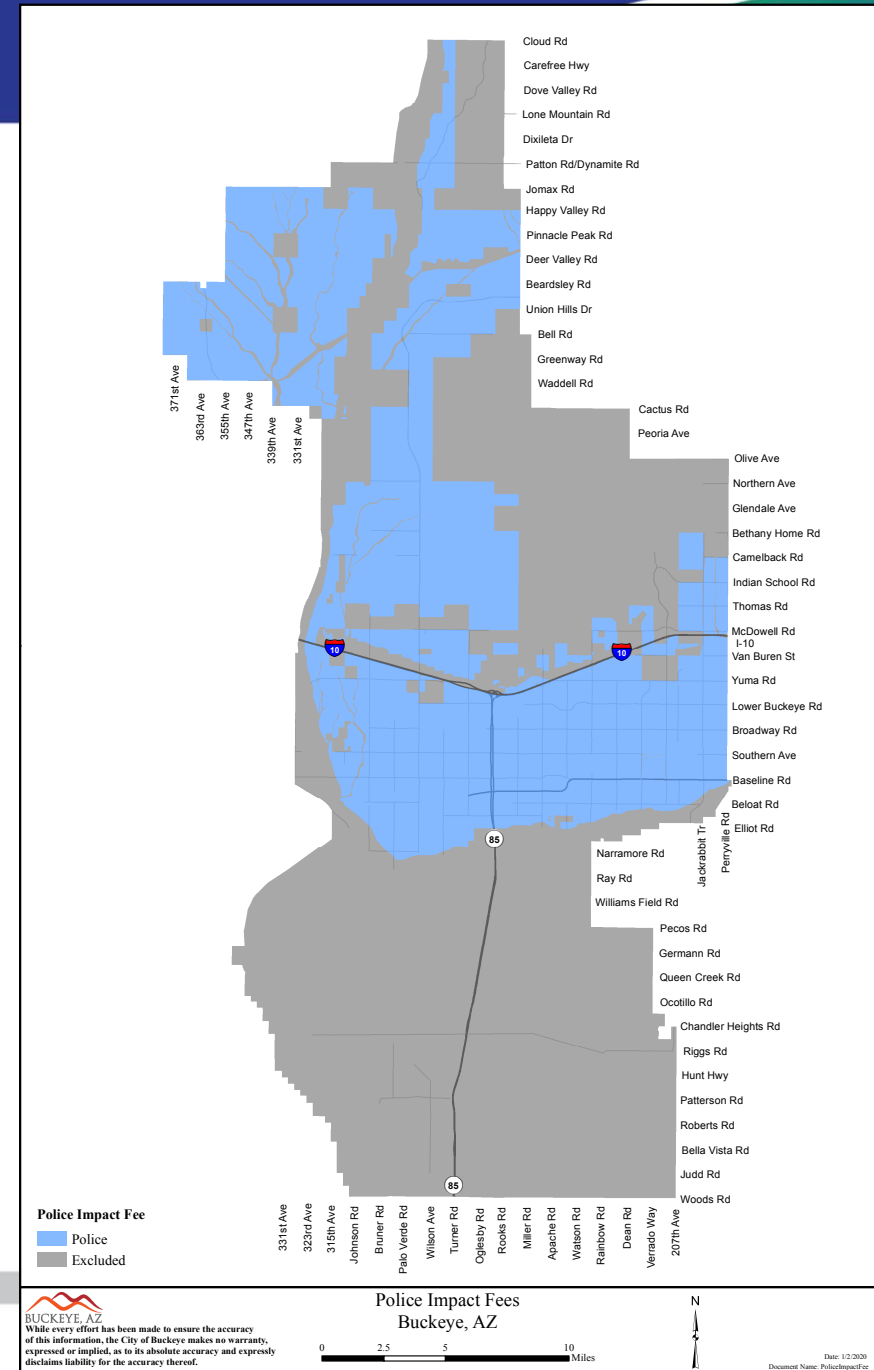 Cloud Rd
Carefree Hwy
Dove Valley Rd
Lone Mountain Rd
Dixileta Dr
Patton Rd/Dynamite Rd
Jomax Rd
Happy Valley Rd
Pinnacle Peak Rd
Deer Valley Rd
Beardsley Rd
Union Hills Dr
Bell Rd
Greenway Rd
Waddell Rd
371st Ave
363rd Ave
355th Ave
347th Ave
339th Ave
331st Ave
Cactus Rd
Peoria Ave
Olive Ave
Northern Ave
Glendale Ave
Bethany Home Rd
Camelback Rd
Indian School Rd
Thomas Rd
McDowell Rd
I-10
10
10
Van Buren St
Yuma Rd
Lower Buckeye Rd
Broadway Rd
Southern Ave
Baseline Rd
Beloat Rd
Elliot Rd
Jackrabbit Tr
Perryville Rd
85
Narramore Rd
Ray Rd
Williams Field Rd
Pecos Rd
Germann Rd
Queen Creek Rd
Ocotillo Rd
Chandler Heights Rd
Riggs Rd
Hunt Hwy
Patterson Rd
Roberts Rd
Bella Vista Rd
Judd Rd
85
Woods Rd
331st Ave
323rd Ave
315th Ave
Johnson Rd
Bruner Rd
Palo Verde Rd
Wilson Ave
Turner Rd
Oglesby Rd
Rooks Rd
Miller Rd
Apache Rd
Watson Rd
Rainbow Rd
Dean Rd
Verrado Way
207th Ave
Police Impact Fee
Police
Excluded
BUCKEYE, AZ
While every effort has been made to ensure the accuracy
of this information, the City of Buckeye makes no warranty,
expressed or implied, as to its absolute accuracy and expressly
disclaims liability for the accuracy thereof.
Police Impact Fees
Buckeye, AZ
0 2.5 5 10
Miles
N
Date: 1/2/2020
Document Name: PoliceImpactFee